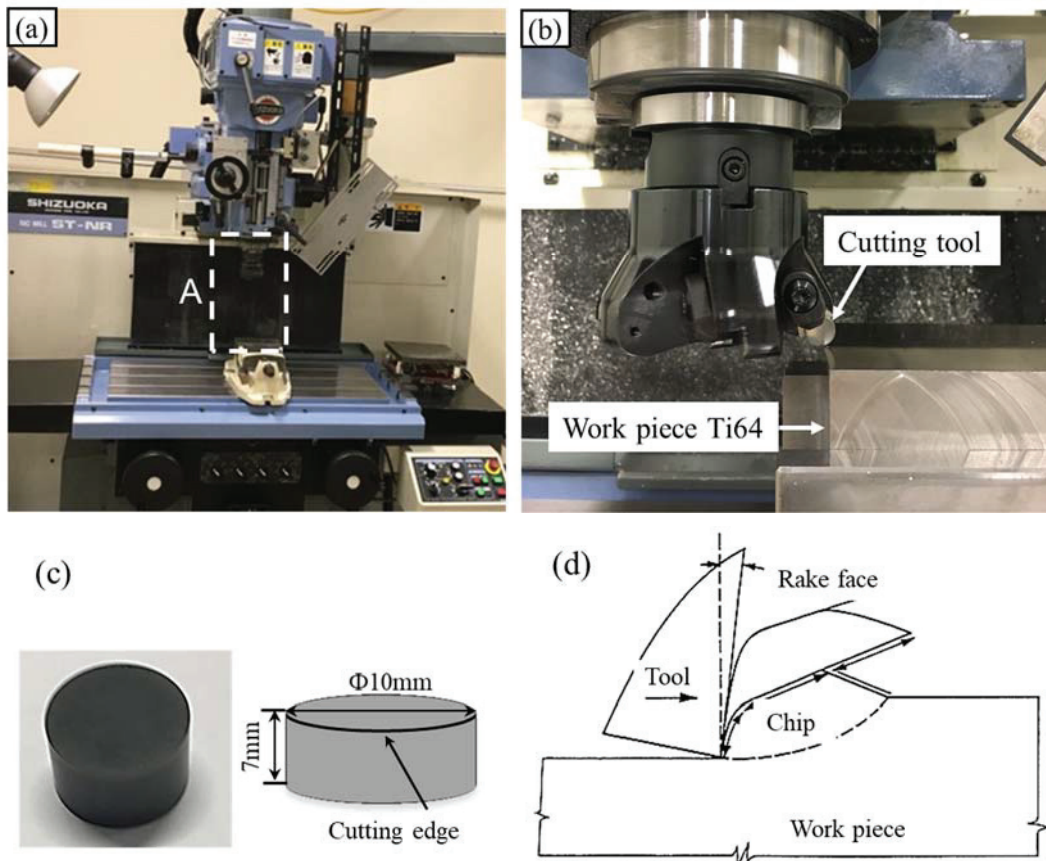 (a)
SHIZUOKA
ST-NR
A
(b)
Cutting tool
Work piece Ti64
(c)
Φ10mm
7mm
Cutting edge
(d)
Rake face
Tool
Chip
Work piece